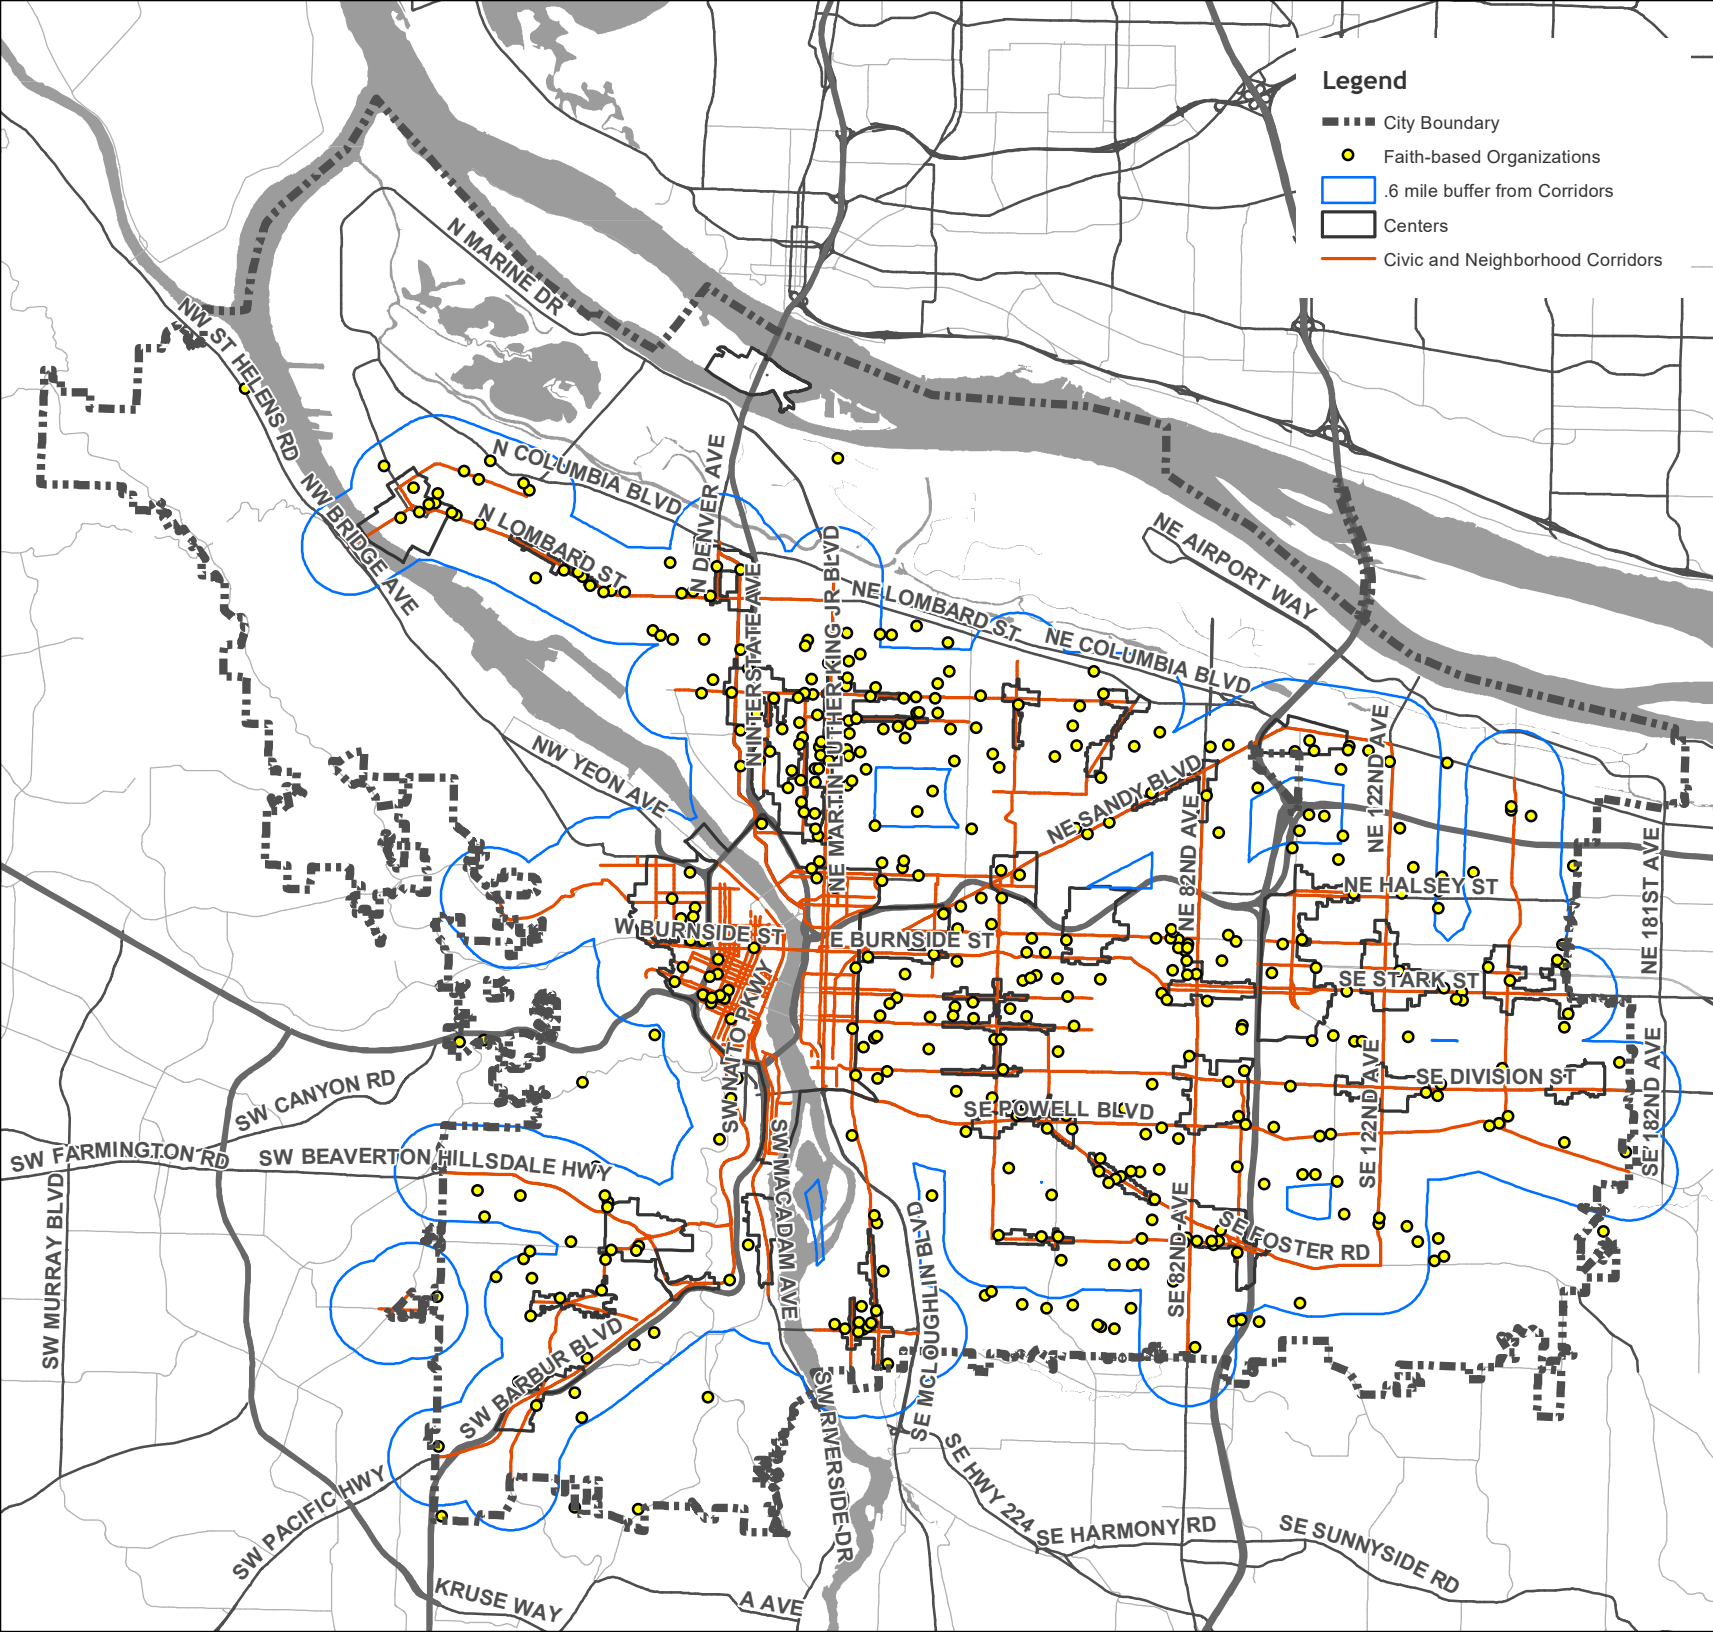 Legend
City Boundary
Faith-based Organizations
.6 mile buffer from Corridors
Centers
Civic and Neighborhood Corridors
N MARINE DR
NW ST HELENS RD
N COLUMBIA BLVD
N DENVER AVE
NW BRIDGE AVE
N LOMBARD ST
NE AIRPORT WAY
N INTERSTATE AVE
NE MARTIN LUTHER KING JR BLVD
NE LOMBARD ST
NE COLUMBIA BLVD
NW YEON AVE
NE SANDY BLVD
NE 122ND AVE
NE 82ND AVE
NE 181ST AVE
NE HALSEY ST
W BURNSIDE ST
E BURNSIDE ST
SE STARK ST
SW NAITO PKWY
SW CANYON RD
SE DIVISION ST
SE POWELL BLVD
SE 122ND AVE
SE 182ND AVE
SW FARMINGTON RD
SW BEAVERTON HILLSDALE HWY
SW MACADAM AVE
SW MURRAY BLVD
SE 82ND AVE
SE FOSTER RD
SE MCLOUGHLIN BLVD
SW BARBUR BLVD
SW RIVERSIDE DR
SW PACIFIC HWY
SE HWY 224
SE HARMONY RD
SE SUNNYSIDE RD
KRUSE WAY
A AVE